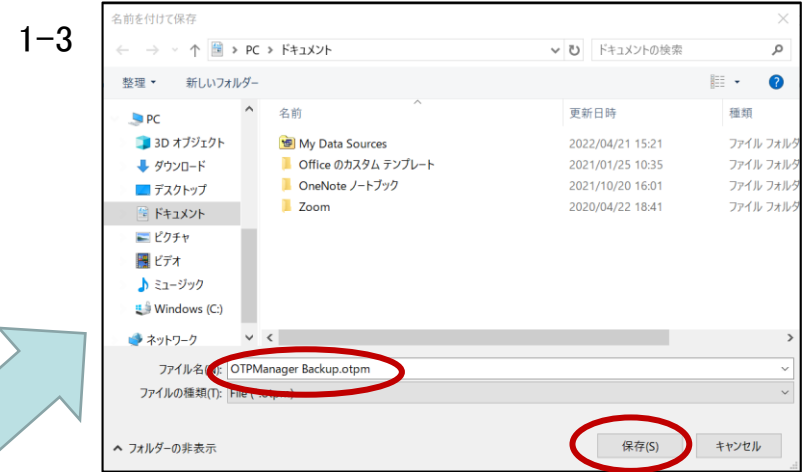 1-3
名前を付けて保存
PC > ドキュメント
ドキュメントの検索
整理
新しいフォルダー
名前
更新日時
種類
PC
3D オブジェクト
ダウンロード
デスクトップ
ドキュメント
ピクチャ
ビデオ
ミュージック
Windows (C:)
ネットワーク
My Data Sources 2022/04/21 15:21 ファイル フォルダ
Office のカスタム テンプレート 2021/01/25 10:35 ファイル フォルダ
OneNote ノートブック 2021/10/20 16:01 ファイル フォルダ
Zoom 2020/04/22 18:41 ファイル フォルダ
ファイル名 OTPManager Backup.otpm
ファイルの種類(T): File
フォルダーの非表示
保存(S)
キャンセル